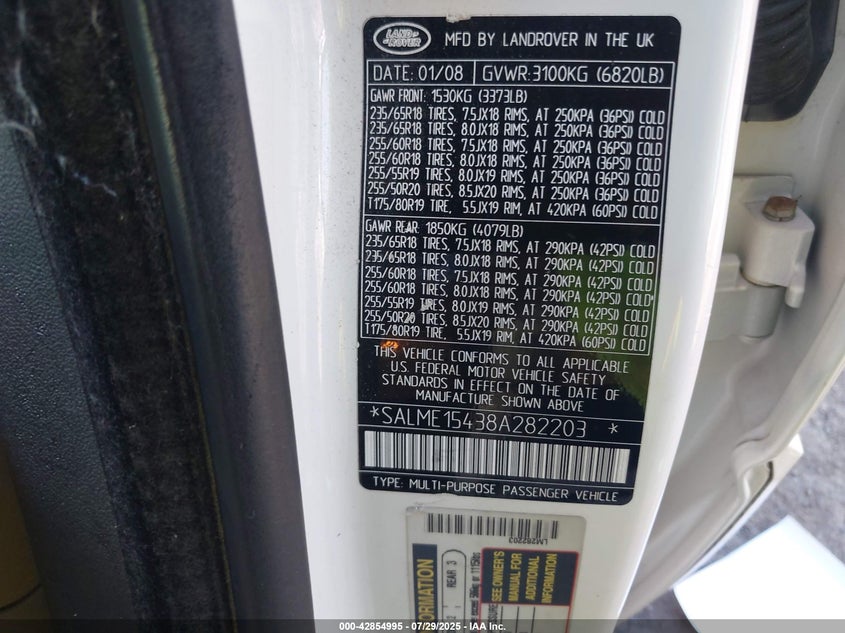 LAND ROVER MFD BY LANDROVER IN THE UK
DATE: 01/08 GVWR: 3100KG (6820LB)
GAWR FRONT: 1530KG (3373LB)
235/65R18 TIRES, 7.5JX18 RIMS, AT 250KPA (36PSI) COLD
235/65R18 TIRES, 8.0JX18 RIMS, AT 250KPA (36PSI) COLD
255/60R18 TIRES, 7.5JX18 RIMS, AT 250KPA (36PSI) COLD
255/60R18 TIRES, 8.0JX18 RIMS, AT 250KPA (36PSI) COLD
255/55R19 TIRES, 8.0JX19 RIMS, AT 250KPA (36PSI) COLD
255/50R20 TIRES, 8.5JX20 RIMS, AT 250KPA (36PSI) COLD
T175/80R19 TIRE, 5.5JX19 RIM, AT 420KPA (60PSI) COLD
GAWR REAR: 1850KG (4079LB)
235/65R18 TIRES, 7.5JX18 RIMS, AT 290KPA (42PSI) COLD
235/65R18 TIRES, 8.0JX18 RIMS, AT 290KPA (42PSI) COLD
255/60R18 TIRES, 7.5JX18 RIMS, AT 290KPA (42PSI) COLD
255/60R18 TIRES, 8.0JX18 RIMS, AT 290KPA (42PSI) COLD
255/55R19 TIRES, 8.0JX19 RIMS, AT 290KPA (42PSI) COLD
255/50R20 TIRES, 8.5JX20 RIMS, AT 290KPA (42PSI) COLD
T175/80R19 TIRE, 5.5JX19 RIM, AT 420KPA (60PSI) COLD
THIS VEHICLE CONFORMS TO ALL APPLICABLE
U.S. FEDERAL MOTOR VEHICLE SAFETY
STANDARDS IN EFFECT ON THE DATE OF
MANUFACTURE SHOWN ABOVE
*SALME15438A282203 *
TYPE: MULTI-PURPOSE PASSENGER VEHICLE
LM282203
REAR 3
SEE OWNER'S
MANUAL FOR
ADDITIONAL
INFORMATION
000-42854995 - 07/29/2025 - IAA, Inc.